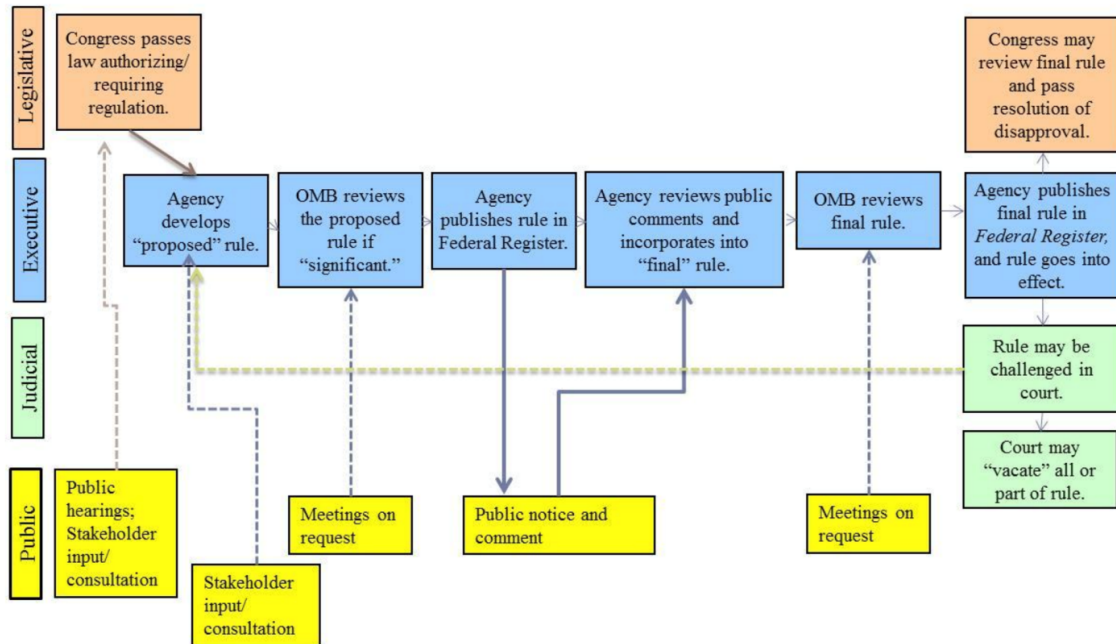 Legislative
Congress passes
law authorizing/
requiring
regulation.
Congress may
review final rule
and pass
resolution of
disapproval.
Executive
Agency
develops
“proposed” rule.
OMB reviews
the proposed
rule if
“significant.”
Agency
publishes rule in
Federal Register.
Agency reviews public
comments and
incorporates into
“final” rule.
OMB reviews
final rule.
Agency publishes
final rule in
Federal Register,
and rule goes into
effect.
Judicial
Rule may be
challenged in
court.
Court may
“vacate” all or
part of rule.
Public
Public
hearings;
Stakeholder
input/
consultation
Stakeholder
input/
consultation
Meetings on
request
Public notice and
comment
Meetings on
request